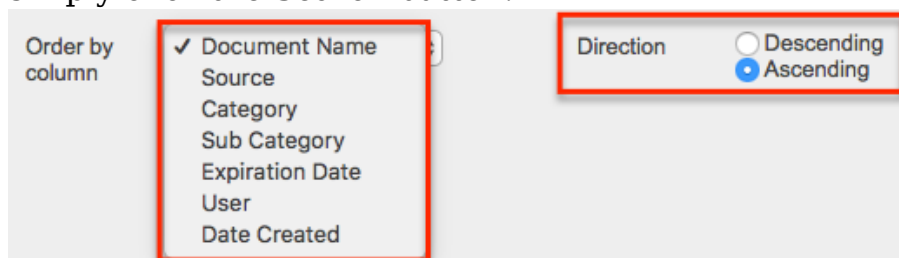 Order by column
✓ Document Name
Source
Category
Sub Category
Expiration Date
User
Date Created
Direction
Descending
Ascending